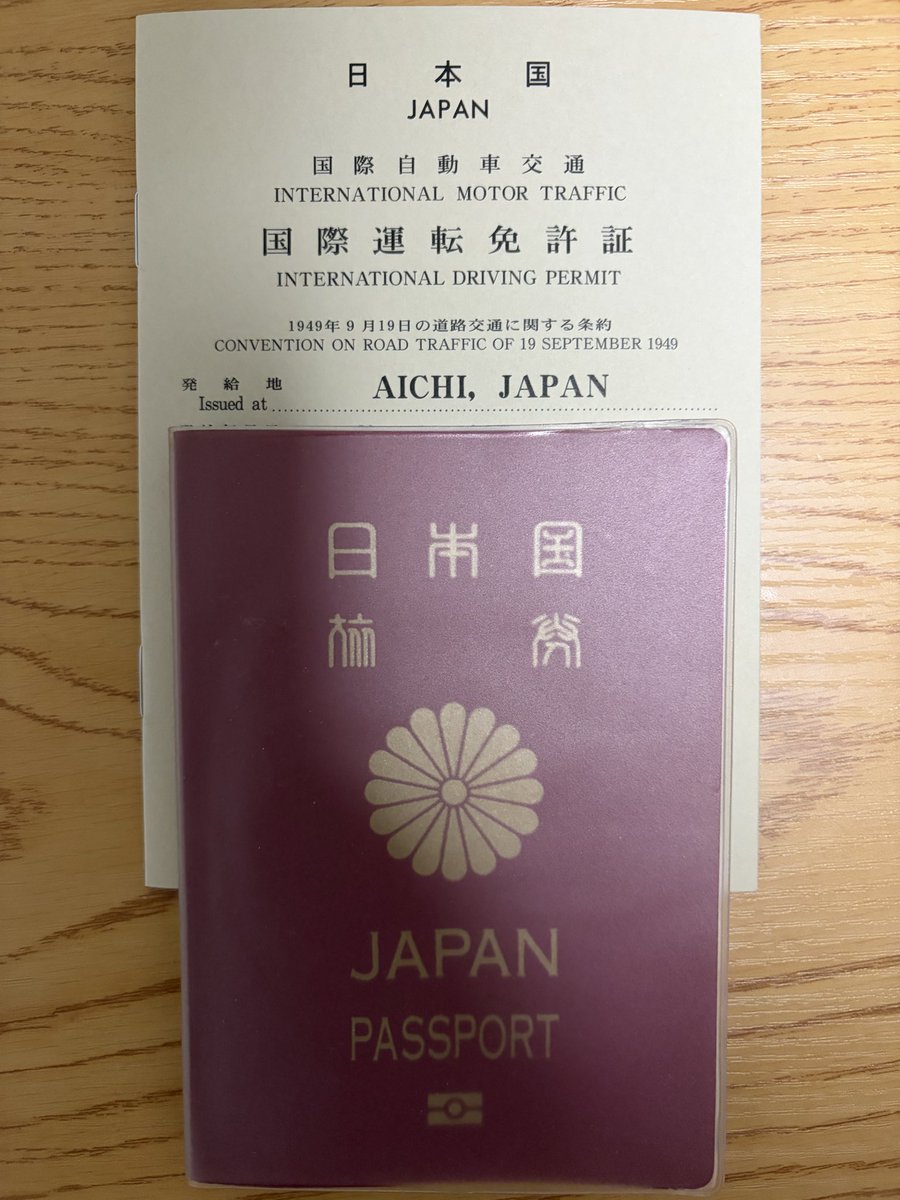 日本国
JAPAN
国際自動車交通
INTERNATIONAL MOTOR TRAFFIC
国際運転免許証
INTERNATIONAL DRIVING PERMIT
1949年9月19日の道路交通に関する条約
CONVENTION ON ROAD TRAFFIC OF 19 SEPTEMBER 1949
発給地
Issued at AICHI, JAPAN
日本国
旅券
JAPAN
PASSPORT